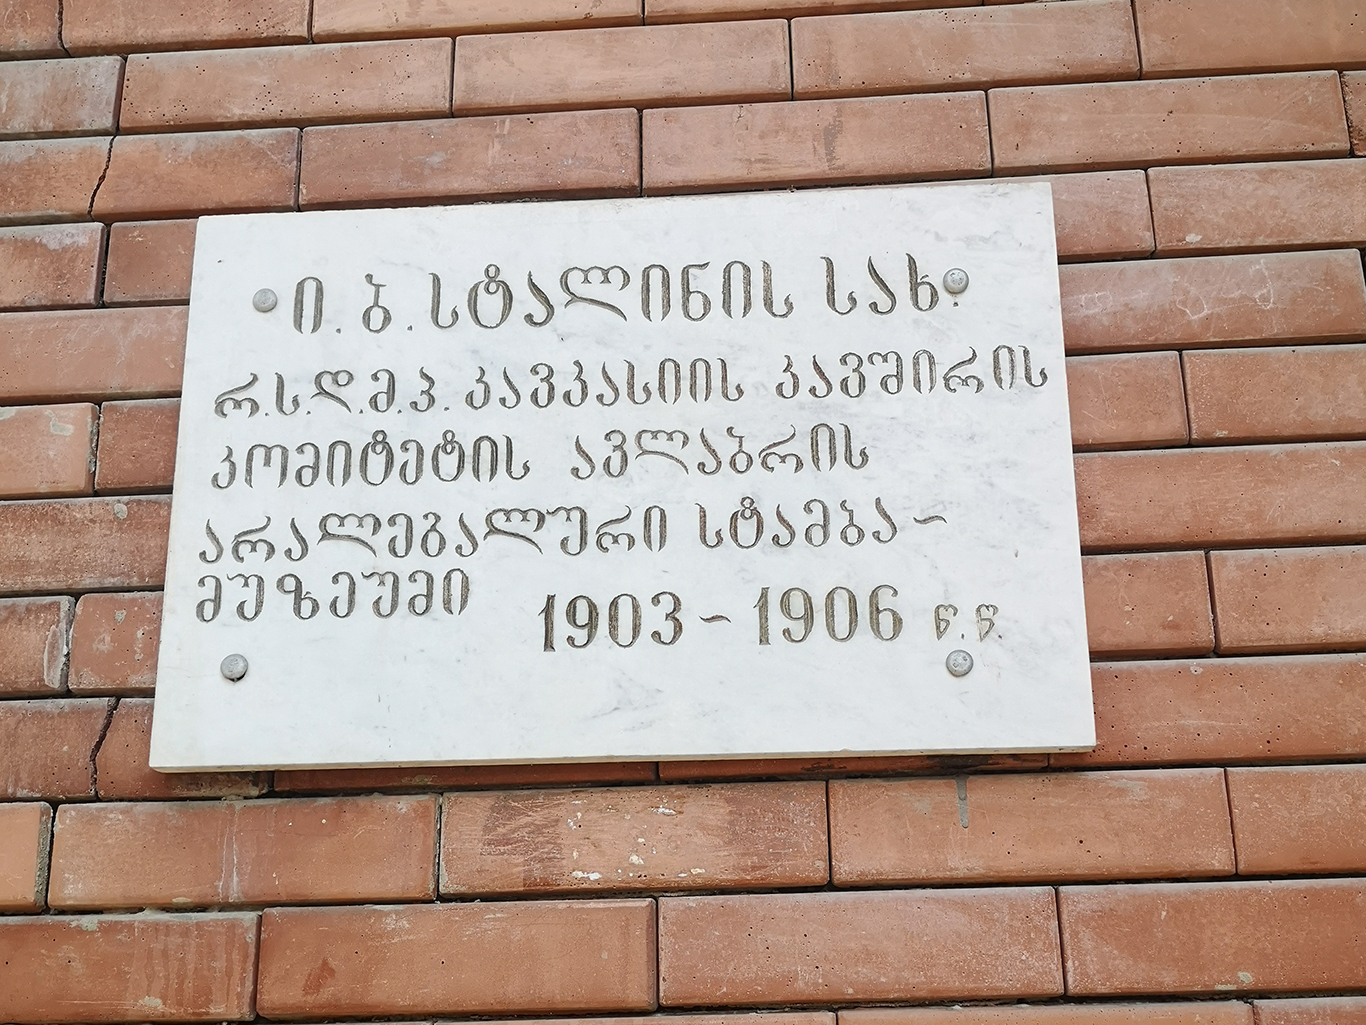 ი. ბ. სტალინის სახ.
რ.ს.დ.მ.პ. კავკასიის კავშირის
კომიტეტის ავლაბრის
არალეგალური სტამბა -
მუზეუმი 1903 - 1906 წ.წ.